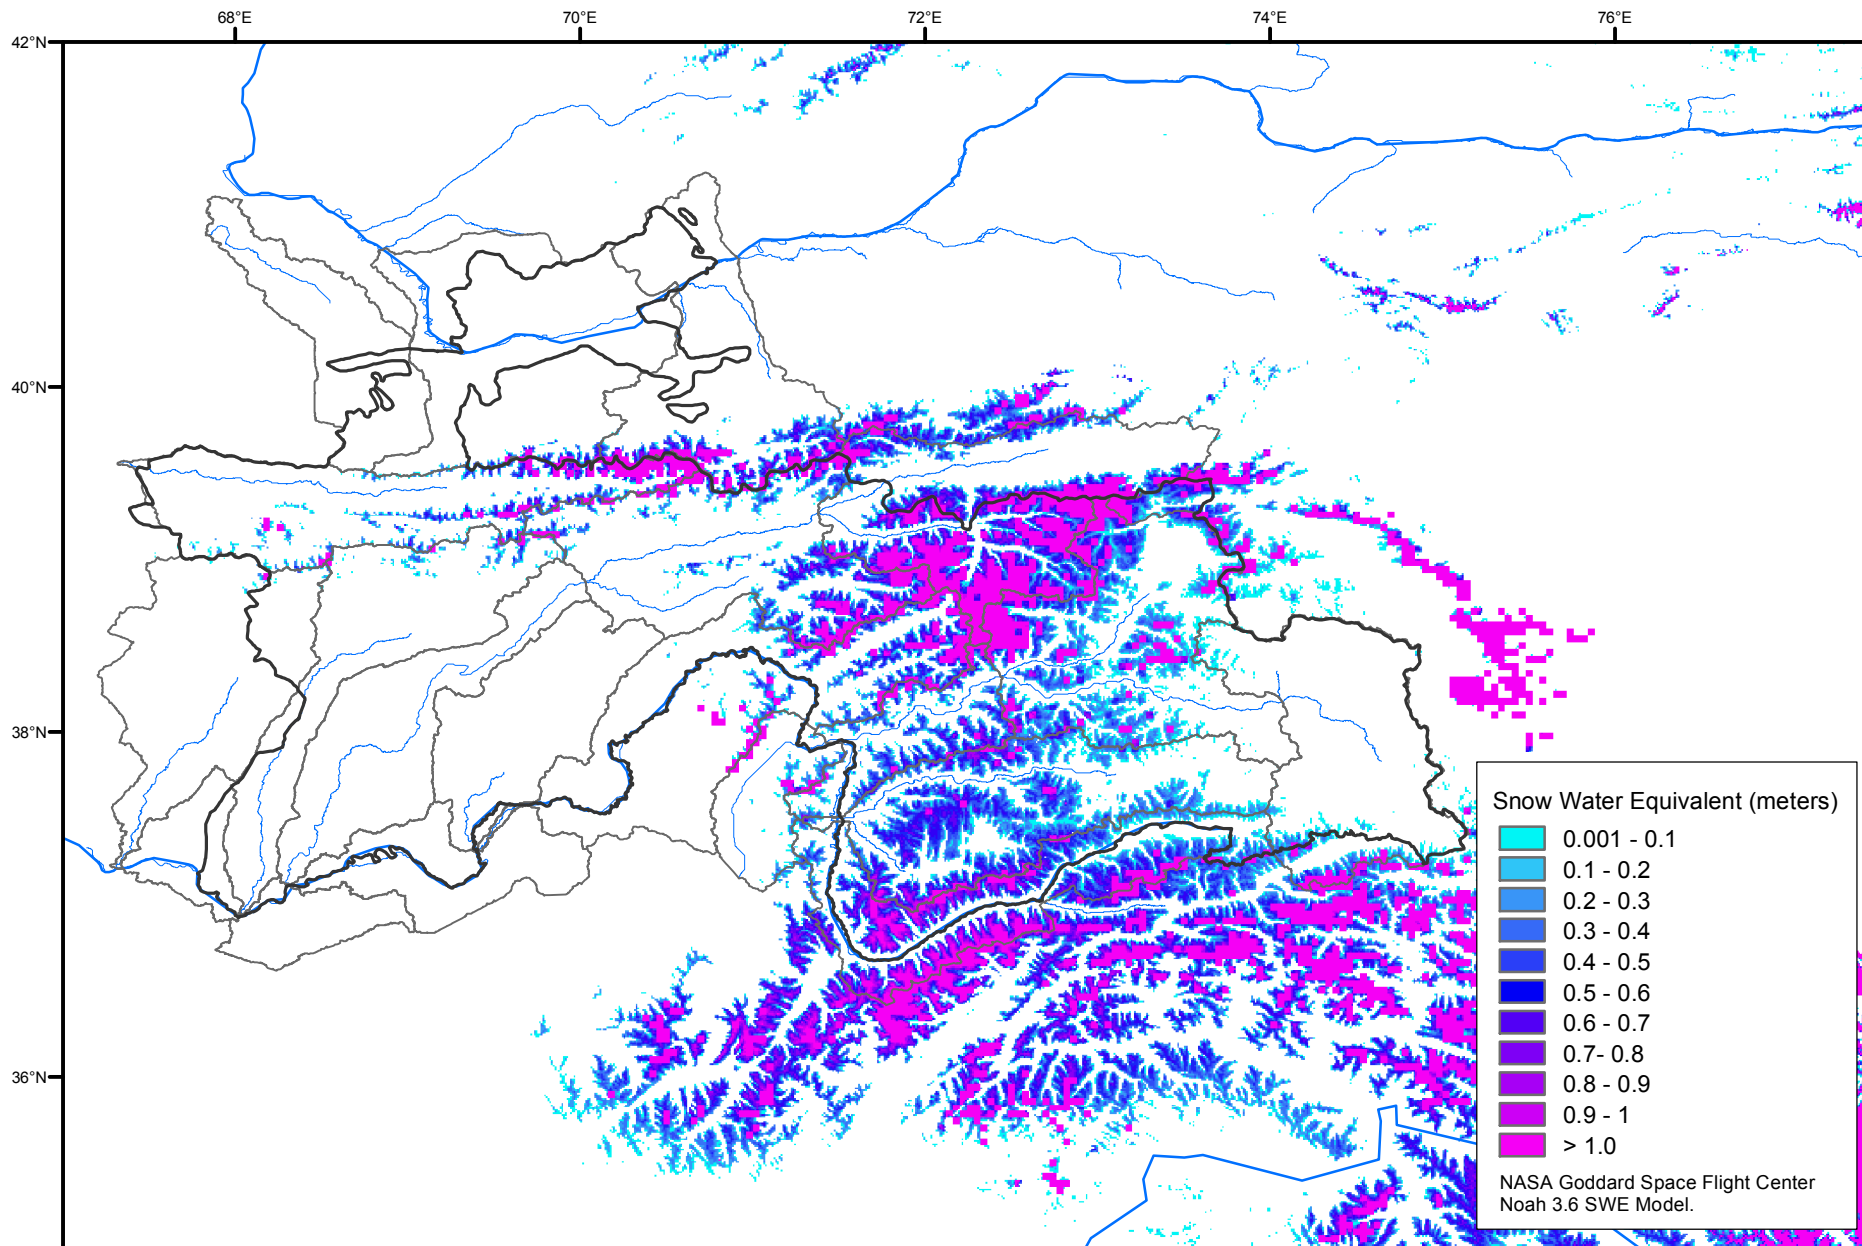 68°E
70°E
72°E
74°E
76°E
42°N
40°N
38°N
36°N
Snow Water Equivalent (meters)
0.001 - 0.1
0.1 - 0.2
0.2 - 0.3
0.3 - 0.4
0.4 - 0.5
0.5 - 0.6
0.6 - 0.7
0.7- 0.8
0.8 - 0.9
0.9 - 1
> 1.0
NASA Goddard Space Flight Center
Noah 3.6 SWE Model.